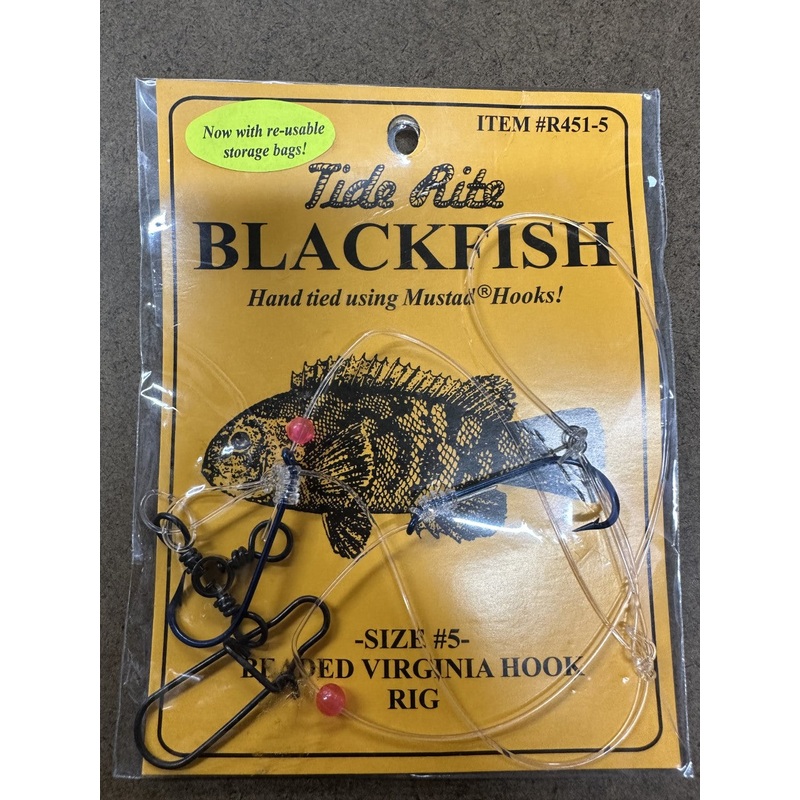 Now with re-usable
storage bags!
ITEM #R451-5
Tide Rite
BLACKFISH
Hand tied using Mustad® Hooks!
-SIZE #5-
BEADED VIRGINIA HOOK
RIG